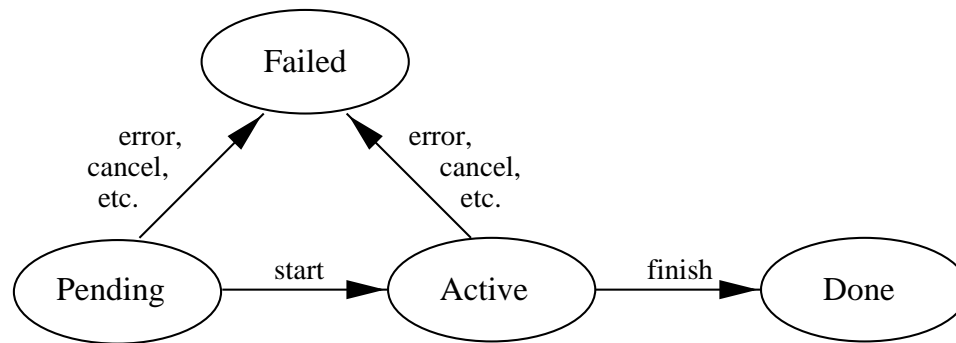 Failed
error,
cancel,
etc.
error,
cancel,
etc.
Pending
start
Active
finish
Done